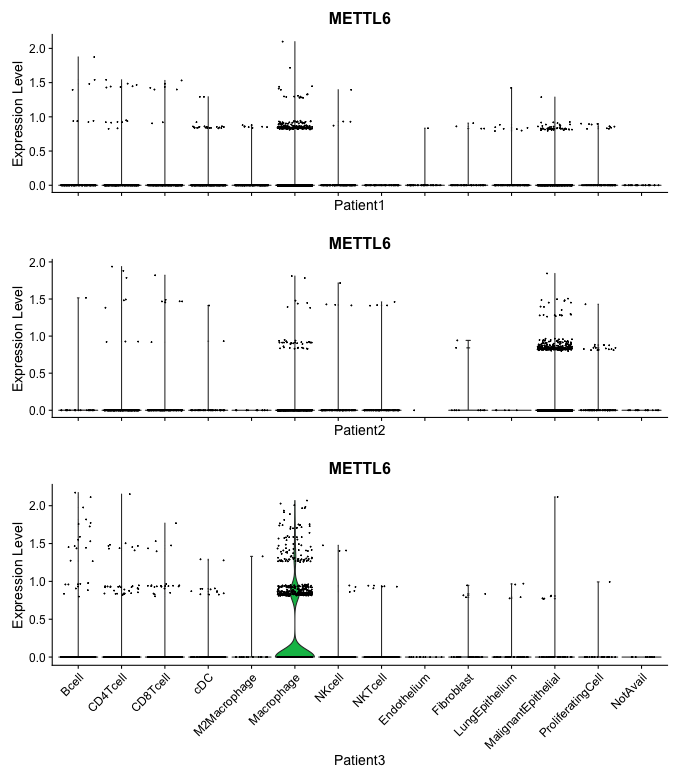 METTL6
Expression Level
2.0
1.5
1.0
0.5
0.0
Patient1
METTL6
Expression Level
2.0
1.5
1.0
0.5
0.0
Patient2
METTL6
Expression Level
2.0
1.5
1.0
0.5
0.0
Bcell
CD4Tcell
CD8Tcell
cDC
M2Macrophage
Macrophage
NKcell
NKTcell
Endothelium
Fibroblast
LungEpithelium
MalignantEpithelial
ProliferatingCell
NotAvail
Patient3